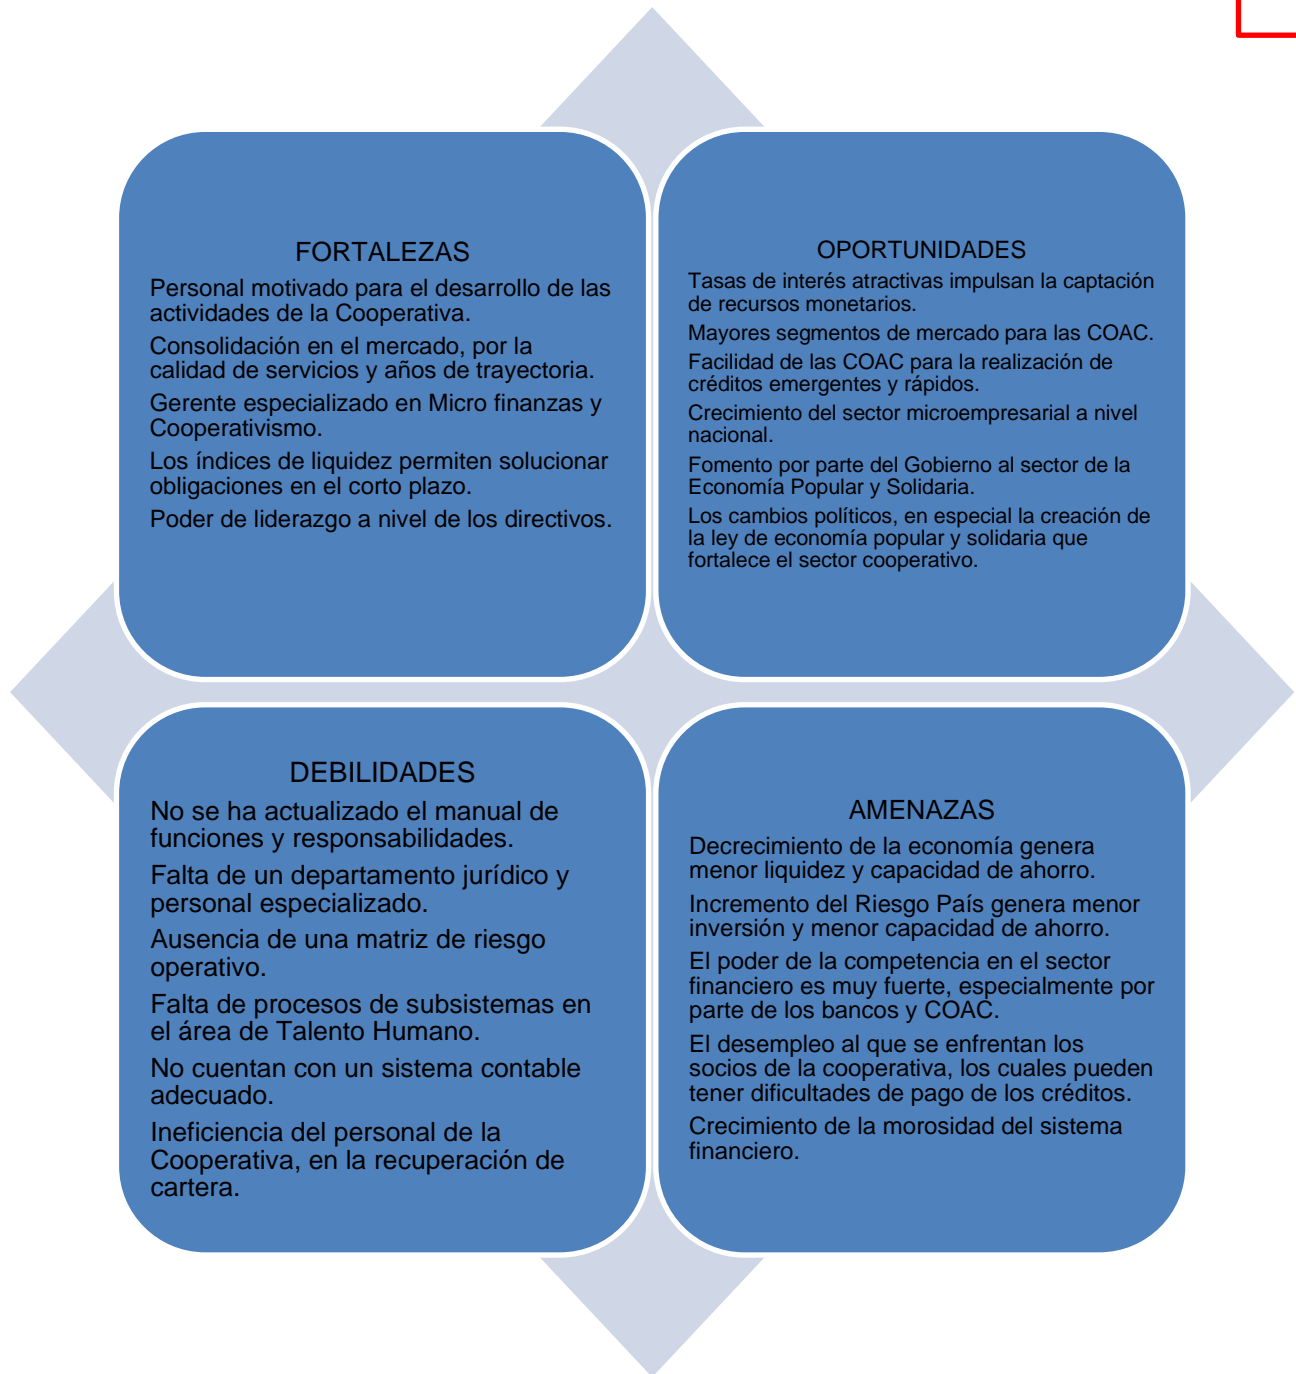 FORTALEZAS
Personal motivado para el desarrollo de las
actividades de la Cooperativa.
Consolidación en el mercado, por la
calidad de servicios y años de trayectoria.
Gerente especializado en Micro finanzas y
Cooperativismo.
Los índices de liquidez permiten solucionar
obligaciones en el corto plazo.
Poder de liderazgo a nivel de los directivos.
OPORTUNIDADES
Tasas de interés atractivas impulsan la captación
de recursos monetarios.
Mayores segmentos de mercado para las COAC.
Facilidad de las COAC para la realización de
créditos emergentes y rápidos.
Crecimiento del sector microempresarial a nivel
nacional.
Fomento por parte del Gobierno al sector de la
Economía Popular y Solidaria.
Los cambios políticos, en especial la creación de
la ley de economía popular y solidaria que
fortalece el sector cooperativo.
DEBILIDADES
No se ha actualizado el manual de
funciones y responsabilidades.
Falta de un departamento jurídico y
personal especializado.
Ausencia de una matriz de riesgo
operativo.
Falta de procesos de subsistemas en
el área de Talento Humano.
No cuentan con un sistema contable
adecuado.
Ineficiencia del personal de la
Cooperativa, en la recuperación de
cartera.
AMENAZAS
Decrecimiento de la economía genera
menor liquidez y capacidad de ahorro.
Incremento del Riesgo País genera menor
inversión y menor capacidad de ahorro.
El poder de la competencia en el sector
financiero es muy fuerte, especialmente por
parte de los bancos y COAC.
El desempleo al que se enfrentan los
socios de la cooperativa, los cuales pueden
tener dificultades de pago de los créditos.
Crecimiento de la morosidad del sistema
financiero.